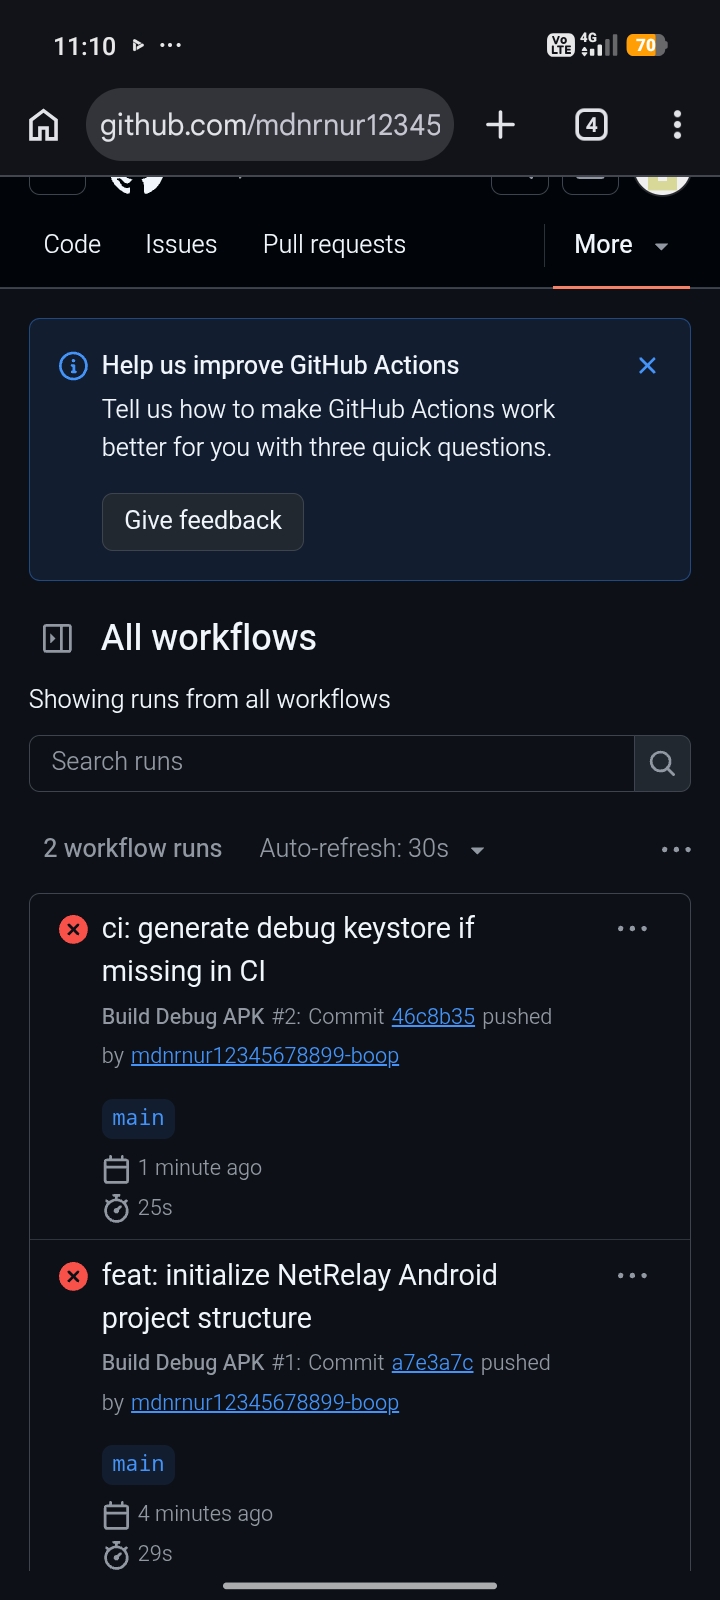 11:10
Vo LTE 4G 70
github.com/mdnrnur12345
4
Code Issues Pull requests More
Help us improve GitHub Actions
Tell us how to make GitHub Actions work
better for you with three quick questions.
Give feedback
All workflows
Showing runs from all workflows
Search runs
2 workflow runs Auto-refresh: 30s
ci: generate debug keystore if
missing in CI
Build Debug APK #2: Commit 46c8b35 pushed
by mdnrnur12345678899-boop
main
1 minute ago
25s
feat: initialize NetRelay Android
project structure
Build Debug APK #1: Commit a7e3a7c pushed
by mdnrnur12345678899-boop
main
4 minutes ago
29s